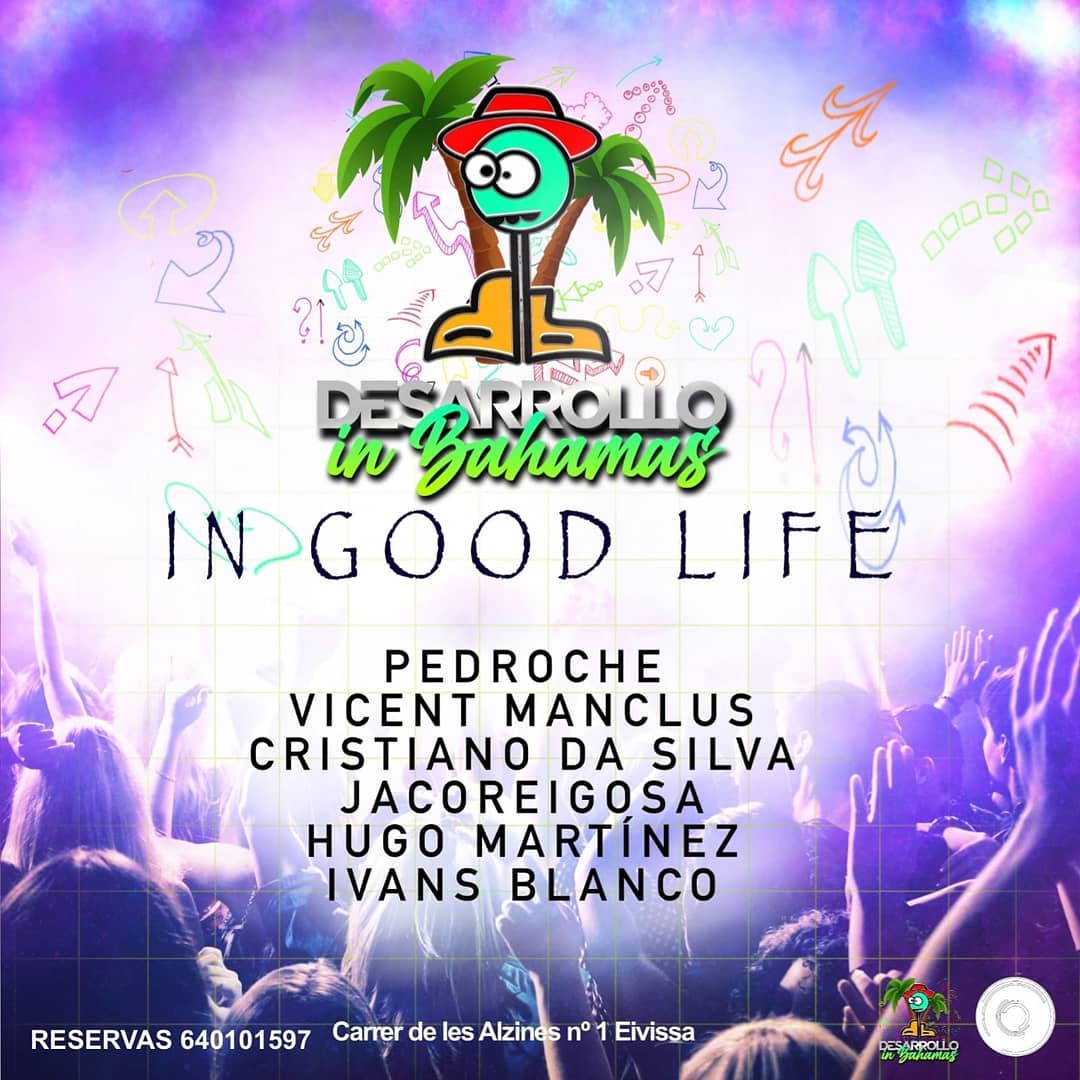 DESARROLLO
in Bahamas
IN GOOD LIFE
PEDROCHE
VICENT MANCLUS
CRISTIANO DA SILVA
JACOREIGOSA
HUGO MARTÍNEZ
IVANS BLANCO
RESERVAS 640101597 Carrer de les Alzines nº 1 Eivissa
DESARROLLO
in Bahamas